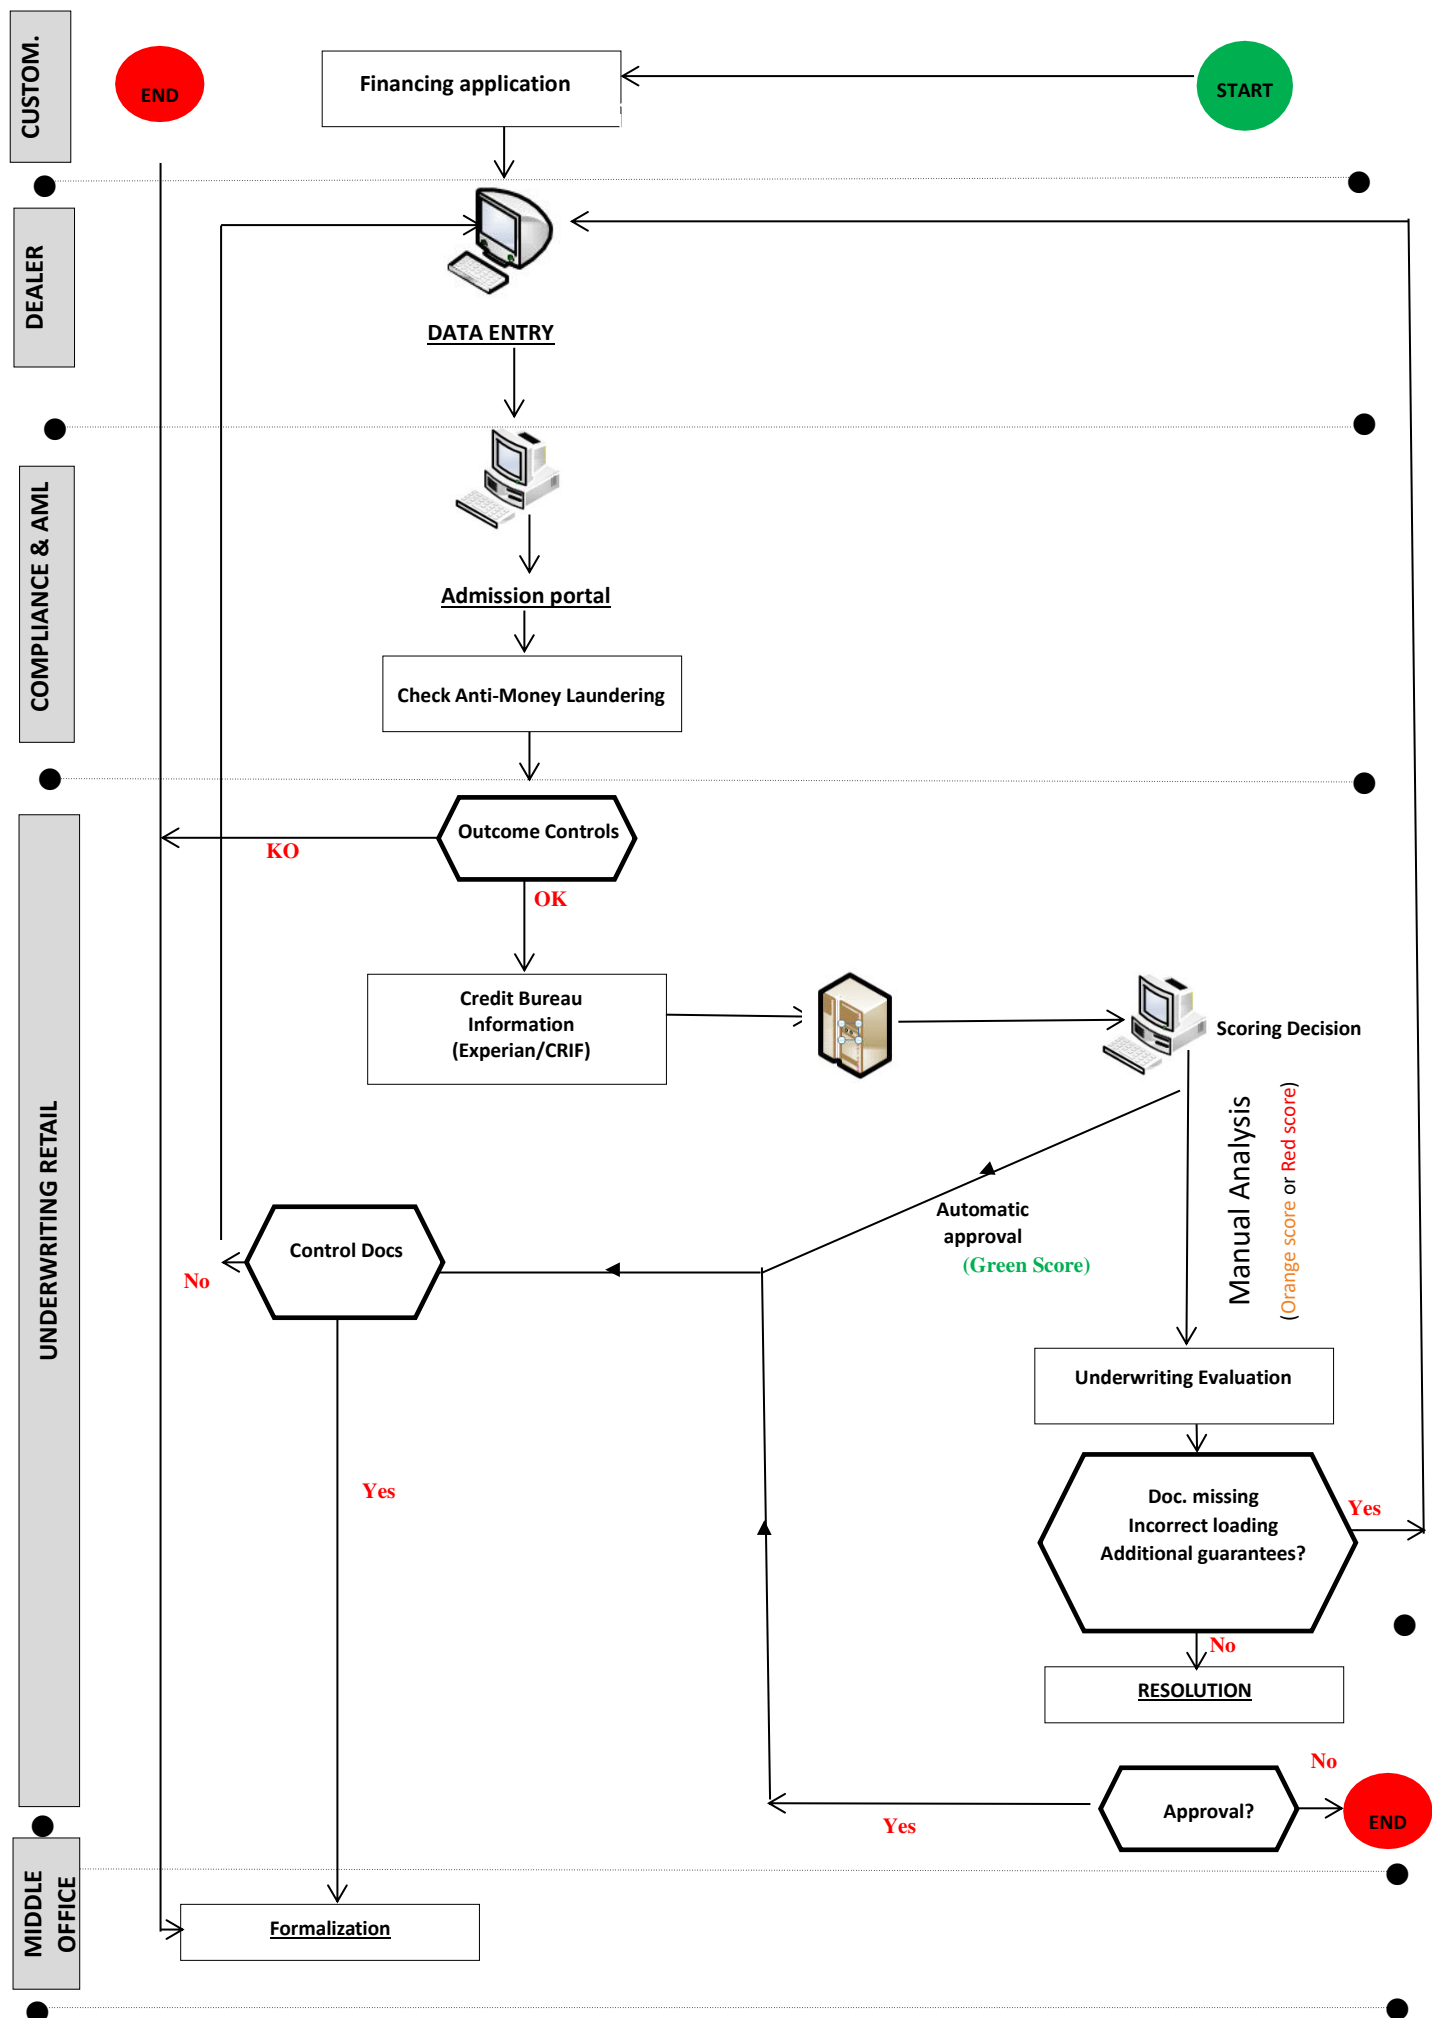 CUSTOM.
END
Financing application
START
DEALER
DATA ENTRY
COMPLIANCE & AML
Admission portal
Check Anti-Money Laundering
Outcome Controls
KO
OK
UNDERWRITING RETAIL
Credit Bureau
Information
(Experian/CRIF)
Scoring Decision
Manual Analysis
(Orange score or Red score)
Automatic
approval
(Green Score)
Control Docs
No
Yes
Underwriting Evaluation
Doc. missing
Incorrect loading
Additional guarantees?
Yes
No
RESOLUTION
No
Approval?
Yes
END
MIDDLE
OFFICE
Formalization